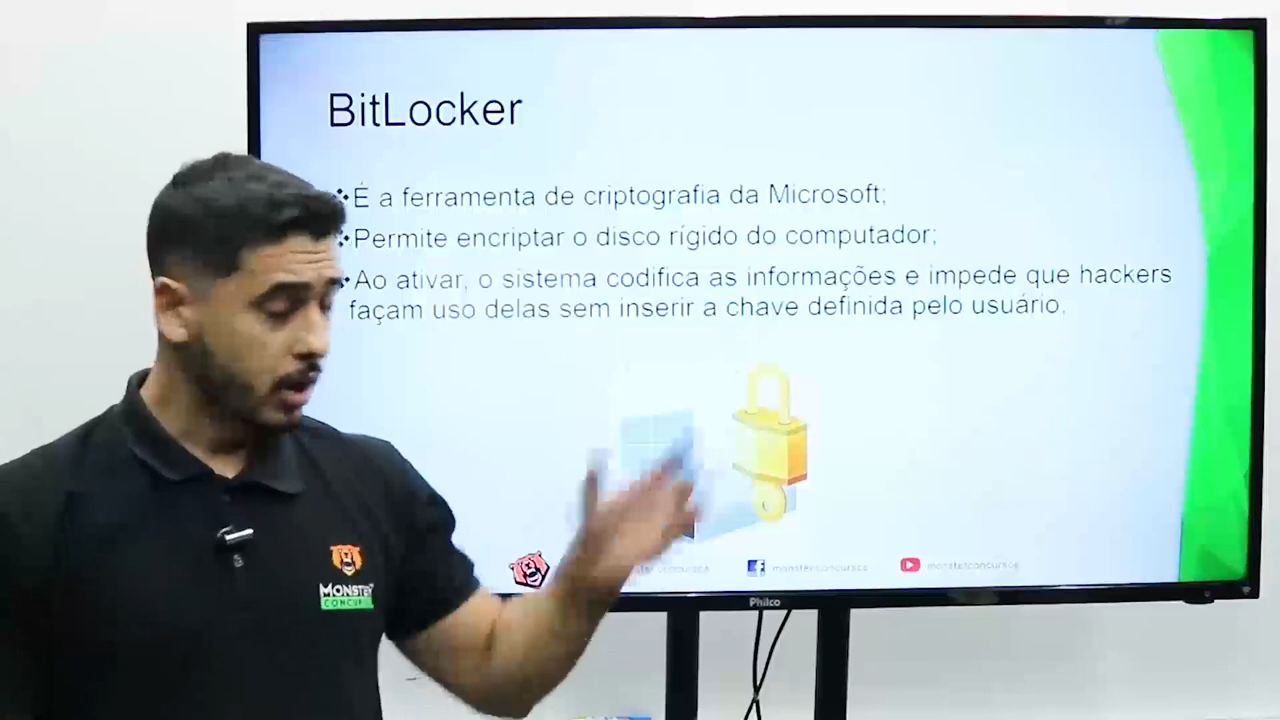 BitLocker
❖É a ferramenta de criptografia da Microsoft;
❖Permite encriptar o disco rígido do computador;
❖Ao ativar, o sistema codifica as informações e impede que hackers
façam uso delas sem inserir a chave definida pelo usuário.
monsterconcursos
monsterconcursos
Philco
MONSTER
CONCUR